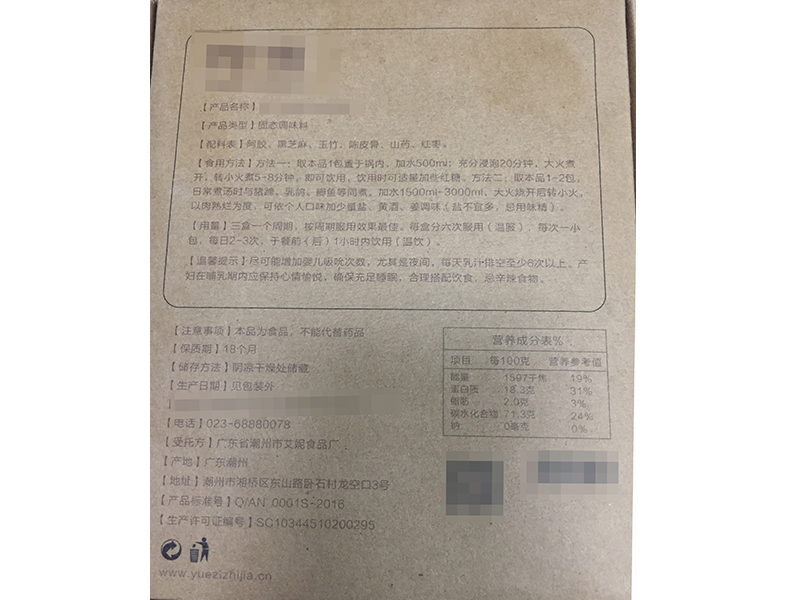 【产品名称】
【产品类型】固态调味料
【配料表】阿胶、黑芝麻、玉竹、陈皮骨、山药、红枣。
【食用方法】方法一：取本品1包置于锅内，加水500ml；充分浸泡20分钟，大火煮
开，转小火煮5-8分钟。即可饮用，饮用时可适量加些红糖。方法二：取本品1-2包，
日常煮汤时与猪蹄、乳鸽、鲫鱼等同煮。加水1500ml-3000ml，大火烧开后转小火，
以肉熟烂为度，可依个人口味加少量盐、黄酒、姜调味（盐不宜多，忌用味精）。
【用量】三盒一个周期，按周期服用效果最佳。每盒分六次服用（温服），每次一小
包，每日2-3次，于餐前（后）1小时内饮用（温饮）。
【温馨提示】尽可能增加婴儿吸吮次数，尤其是夜间，每天乳汁排空至少8次以上。产
妇在哺乳期内应保持心情愉悦，确保充足睡眠，合理搭配饮食，忌辛辣食物。
【注意事项】本品为食品，不能代替药品
【保质期】18个月
【储存方法】阴凉干燥处储藏
【生产日期】见包装外
【电话】023-68880078
【受托方】广东省潮州市艾妮食品厂
【产地】广东潮州
【地址】潮州市湘桥区东山路卧石村龙空口3号
【产品标准号】Q/AN 0001S-2016
【生产许可证编号】SC10344510200295
www.yuezizhijia.cn
营养成分表%
项目 每100克 营养参考值
能量 1597千焦 19%
蛋白质 18.3克 31%
脂肪 2.0克 3%
碳水化合物 71.3克 24%
钠 0毫克 0%